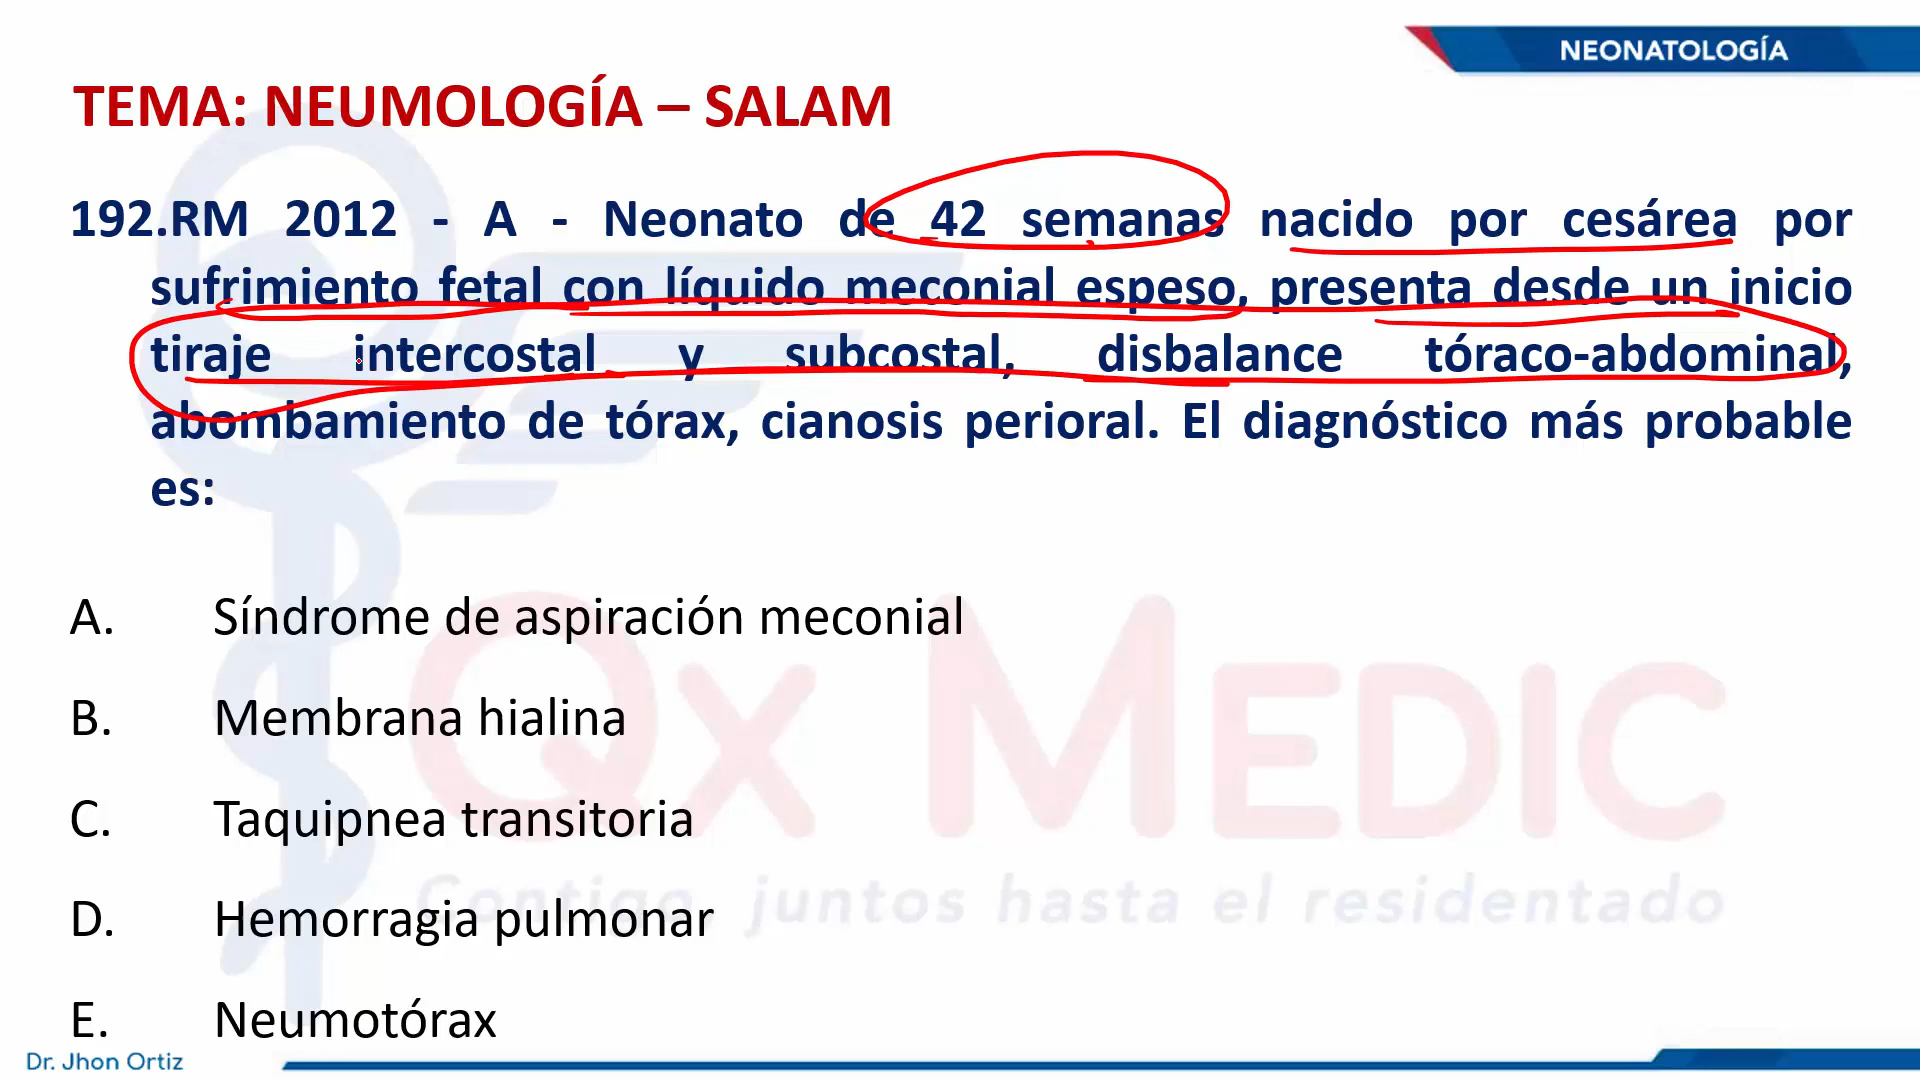 NEONATOLOGÍA
TEMA: NEUMOLOGÍA – SALAM
192.RM 2012 - A - Neonato de 42 semanas nacido por cesárea por
sufrimiento fetal con líquido meconial espeso, presenta desde un inicio
tiraje intercostal y subcostal, disbalance tóraco-abdominal,
abombamiento de tórax, cianosis perioral. El diagnóstico más probable
es:
A. Síndrome de aspiración meconial
B. Membrana hialina
C. Taquipnea transitoria
D. Hemorragia pulmonar
E. Neumotórax
QX MEDIC
Contigo, juntos hasta el residentado
Dr. Jhon Ortiz